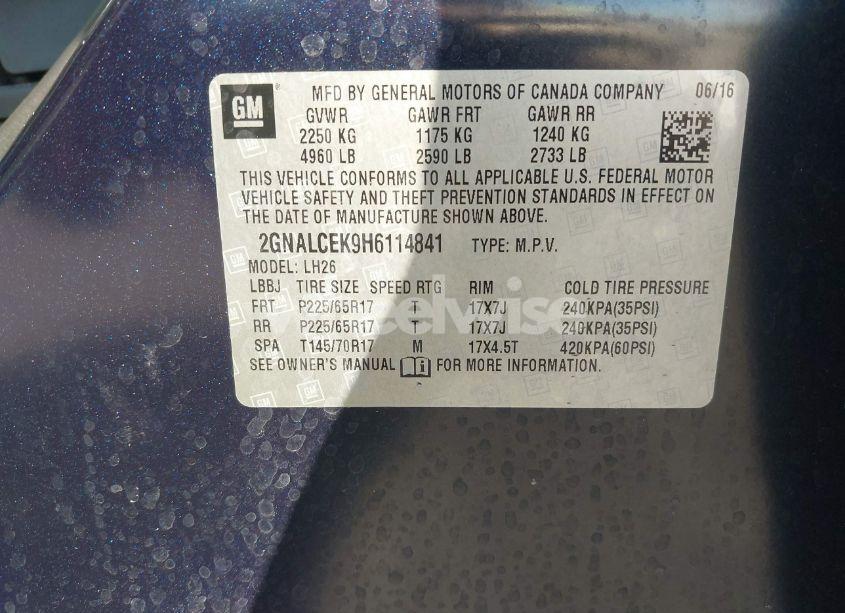 GM
MFD BY GENERAL MOTORS OF CANADA COMPANY 06/16
GVWR GAWR FRT GAWR RR
2250 KG 1175 KG 1240 KG
4960 LB 2590 LB 2733 LB
THIS VEHICLE CONFORMS TO ALL APPLICABLE U.S. FEDERAL MOTOR
VEHICLE SAFETY AND THEFT PREVENTION STANDARDS IN EFFECT ON
THE DATE OF MANUFACTURE SHOWN ABOVE.
2GNALCEK9H6114841 TYPE: M.P.V.
MODEL: LH26
LBBJ TIRE SIZE SPEED RTG RIM COLD TIRE PRESSURE
FRT P225/65R17 T 17X7J 240KPA(35PSI)
RR P225/65R17 T 17X7J 240KPA(35PSI)
SPA T145/70R17 M 17X4.5T 420KPA(60PSI)
SEE OWNER'S MANUAL FOR MORE INFORMATION.